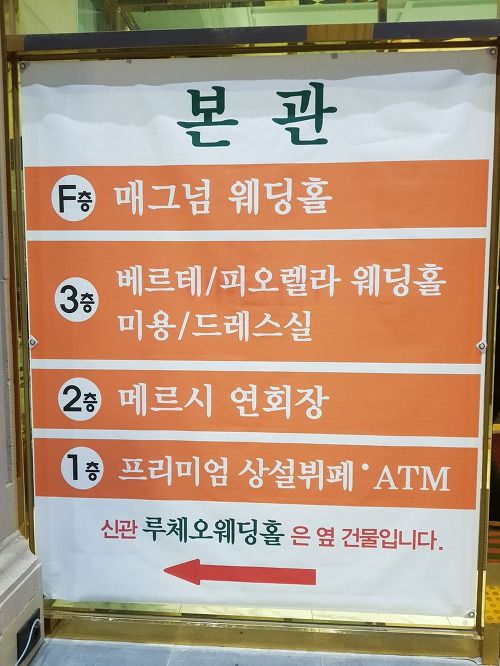 본 관
F층 매그넘 웨딩홀
3층 베르테/피오렐라 웨딩홀
미용/드레스실
2층 메르시 연회장
1층 프리미엄 상설뷔페•ATM
신관 루체오웨딩홀 은 옆 건물입니다.